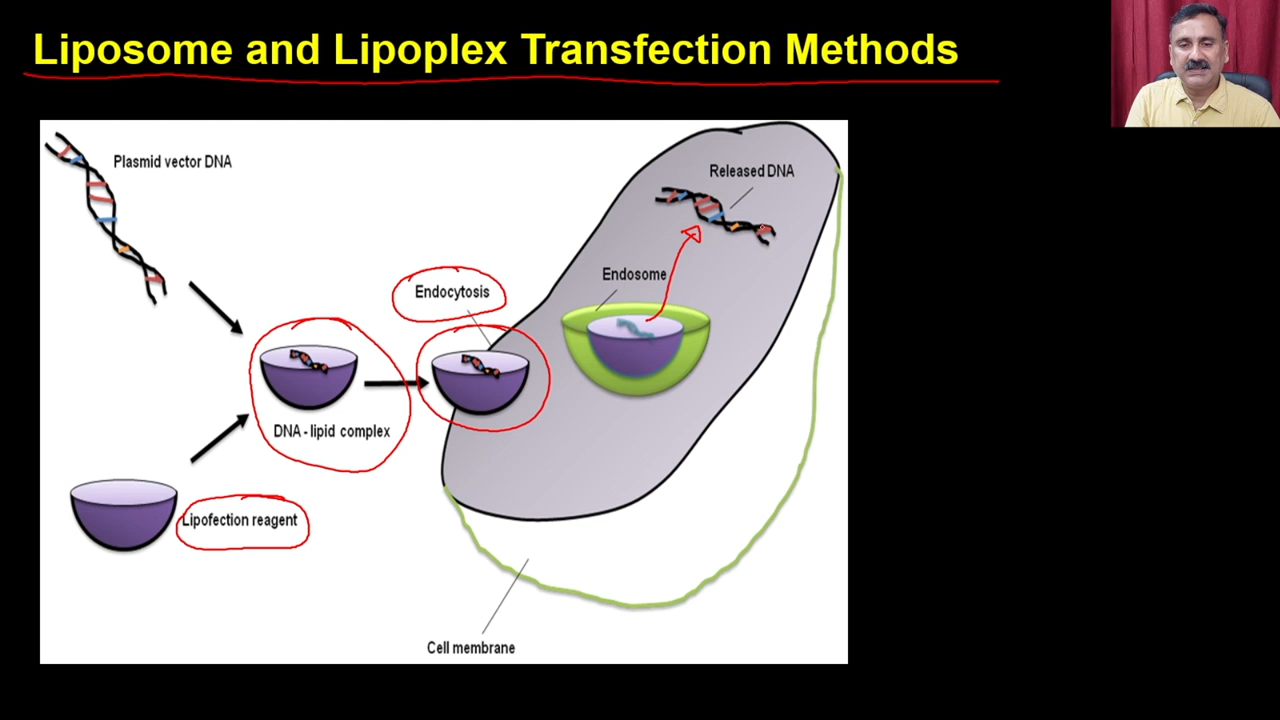 Liposome and Lipoplex Transfection Methods
Plasmid vector DNA
Released DNA
Endosome
Endocytosis
DNA - lipid complex
Lipofection reagent
Cell membrane